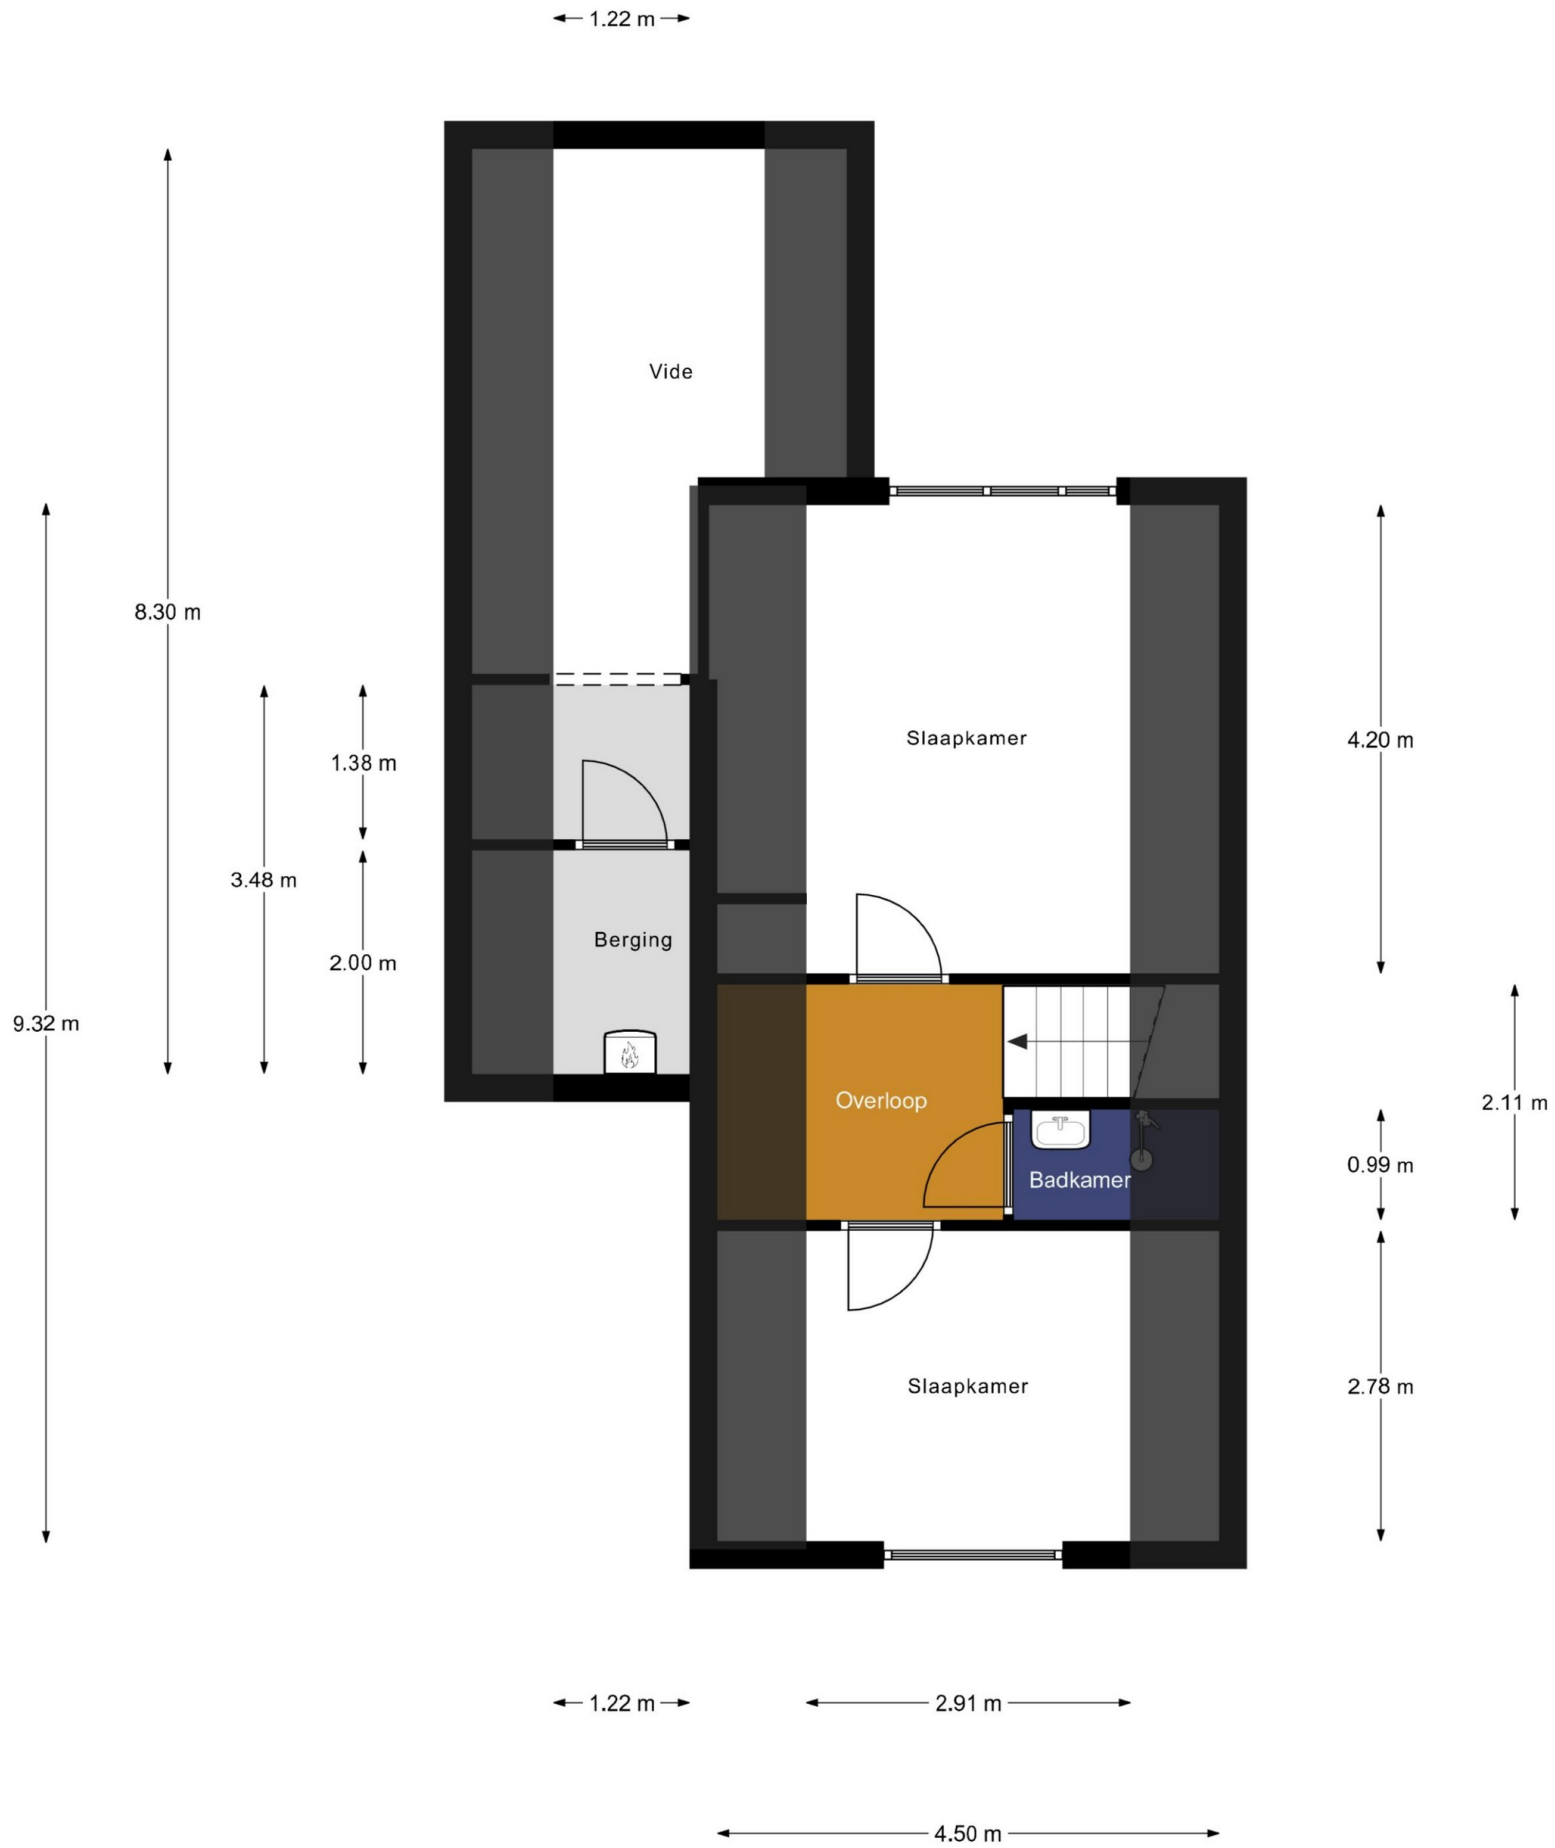 1.22 m
Vide
8.30 m
Slaapkamer
4.20 m
1.38 m
3.48 m
Berging
2.00 m
9.32 m
Overloop
2.11 m
0.99 m
Badkamer
Slaapkamer
2.78 m
1.22 m
2.91 m
4.50 m